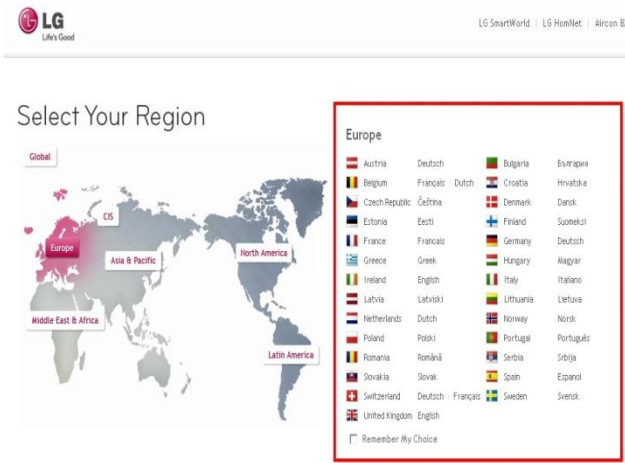 LG
Life's Good
LG SmartWorld | LG HomNet | Aircon B
Select Your Region
Global
CIS
Europe
Asia & Pacific
North America
Middle East & Africa
Latin America
Europe
Austria Deutsch Bulgaria България
Belgium Français Dutch Croatia Hrvatska
Czech Republic Čeština Denmark Dansk
Estonia Eesti Finland Suomeksi
France Francais Germany Deutsch
Greece Greek Hungary Magyar
Ireland English Italy Italiano
Latvia Latviski Lithuania Lietuva
Netherlands Dutch Norway Norsk
Poland Polski Portugal Português
Romania Română Serbia Srbija
Slovakia Slovak Spain Espanol
Switzerland Deutsch | Français Sweden Svensk
United Kingdom English
Remember My Choice